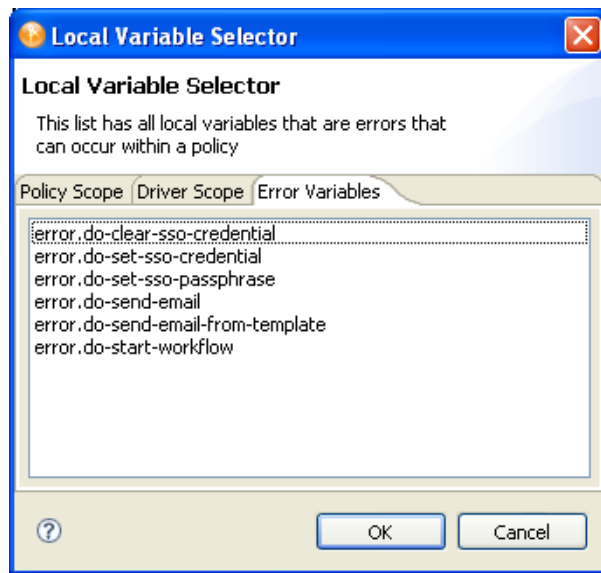 Local Variable Selector
Local Variable Selector
This list has all local variables that are errors that
can occur within a policy
Policy Scope Driver Scope Error Variables
error.do-clear-sso-credential
error.do-set-sso-credential
error.do-set-sso-passphrase
error.do-send-email
error.do-send-email-from-template
error.do-start-workflow
? OK Cancel